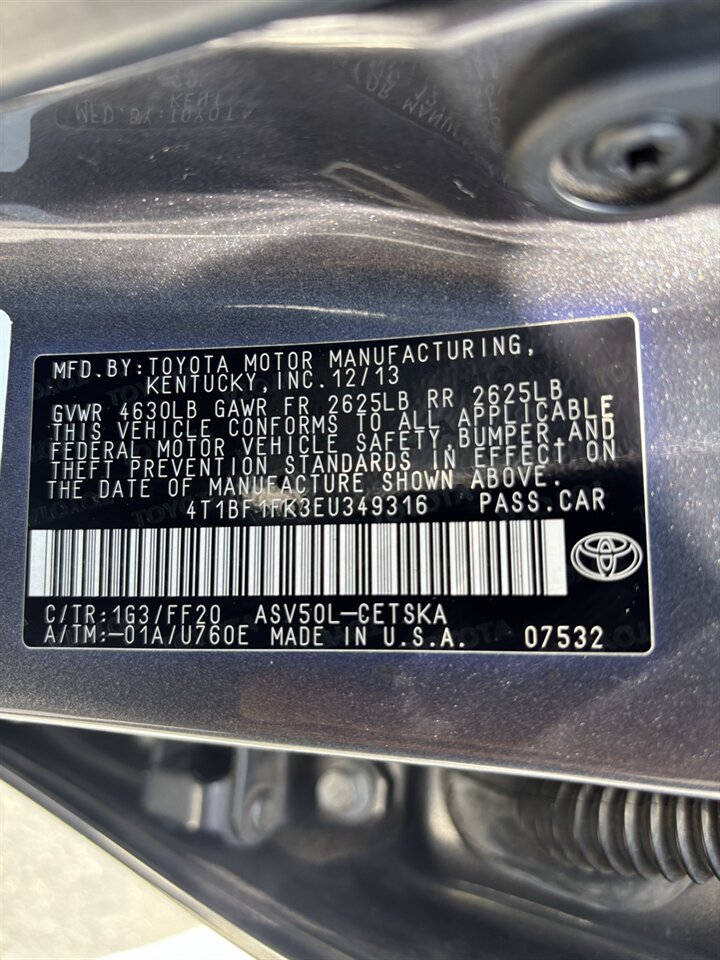 MFD.BY:TOYOTA MOTOR MANUFACTURING,
KENTUCKY,INC.12/13
GVWR 4630LB GAWR FR 2625LB RR 2625LB
THIS VEHICLE CONFORMS TO ALL APPLICABLE
FEDERAL MOTOR VEHICLE SAFETY,BUMPER,AND
THEFT PREVENTION STANDARDS IN EFFECT ON
THE DATE OF MANUFACTURE SHOWN ABOVE.
4T1BF1FK3EU349316 PASS.CAR
C/TR:1G3/FF20 ASV50L-CETSKA
A/TM:-01A/U760E MADE IN U.S.A. 07532